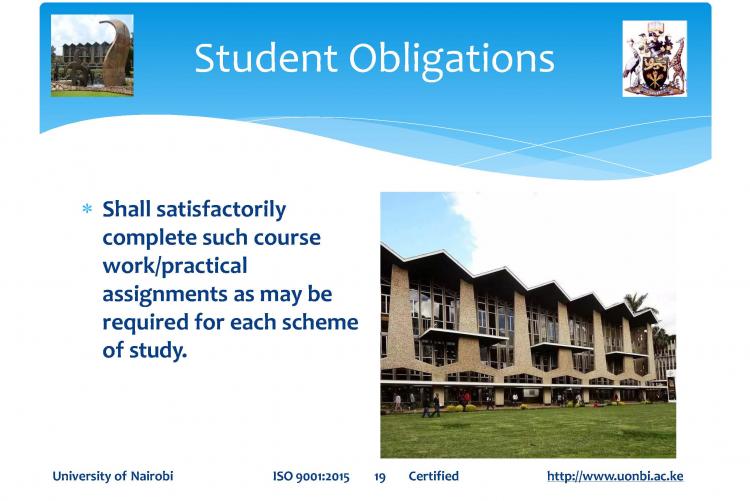 Student Obligations
* Shall satisfactorily
complete such course
work/practical
assignments as may be
required for each scheme
of study.
University of Nairobi ISO 9001:2015 19 Certified http://www.uonbi.ac.ke